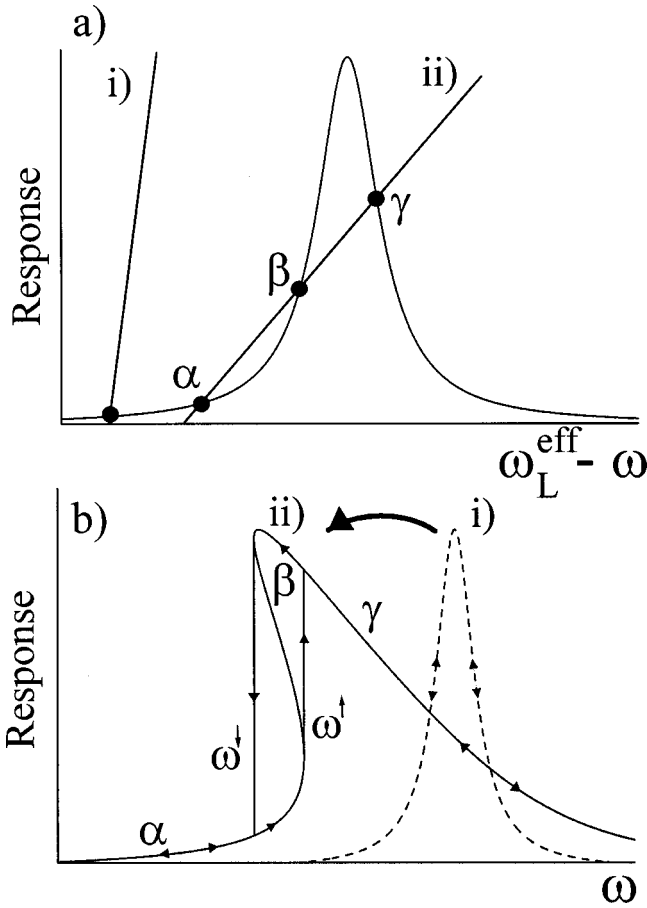 a)
i)
ii)
Response
γ
β
α
ω_L^eff - ω
b)
ii)
i)
Response
β
γ
ω↓
ω↑
α
ω